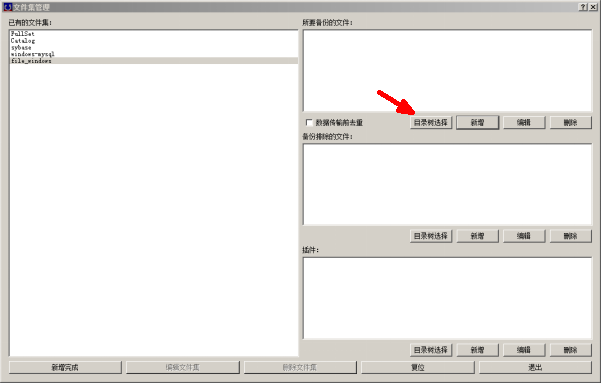 文件集管理
已有的文件集:
FullSet
Catalog
sybase
windows-mysql
file_windows
所要备份的文件:
数据传输前去重
目录树选择 新增 编辑 删除
备份排除的文件:
目录树选择 新增 编辑 删除
插件:
目录树选择 新增 编辑 删除
新增完成 编辑文件集 删除文件集 复位 退出